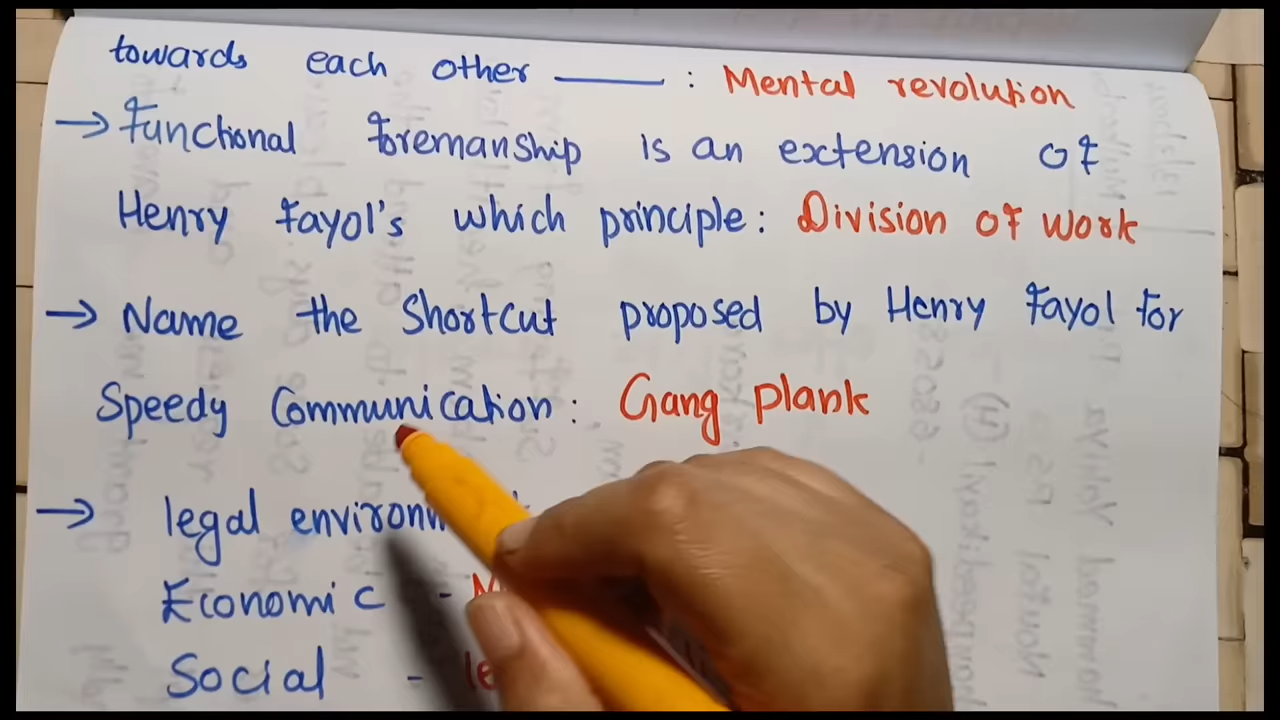 towards each other ______ : Mental revolution
→ Functional Foremanship is an extension of
Henry Fayol's which principle: Division of work
→ Name the shortcut proposed by Henry Fayol for
Speedy Communication: Gang plank
→ legal
Economic -
Social -